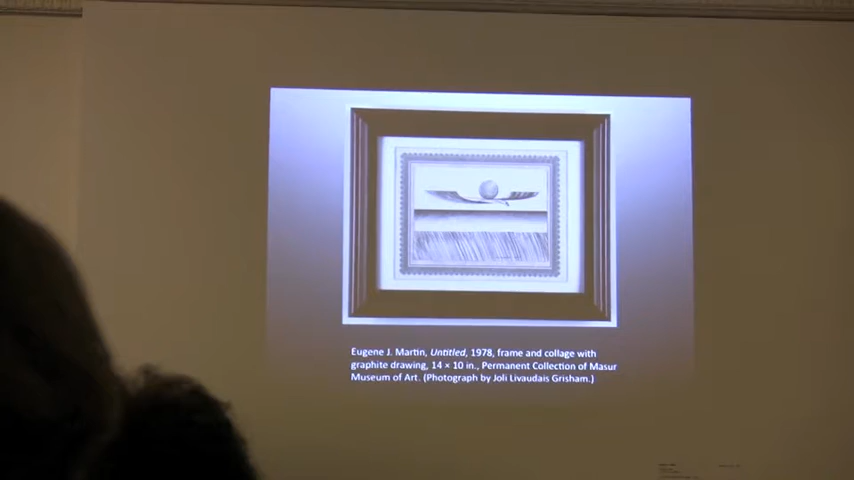 Eugene J. Martin, Untitled, 1978, frame and collage with
graphite drawing, 14 × 10 in., Permanent Collection of Masur
Museum of Art. (Photograph by Joli Livaudais Grisham.)